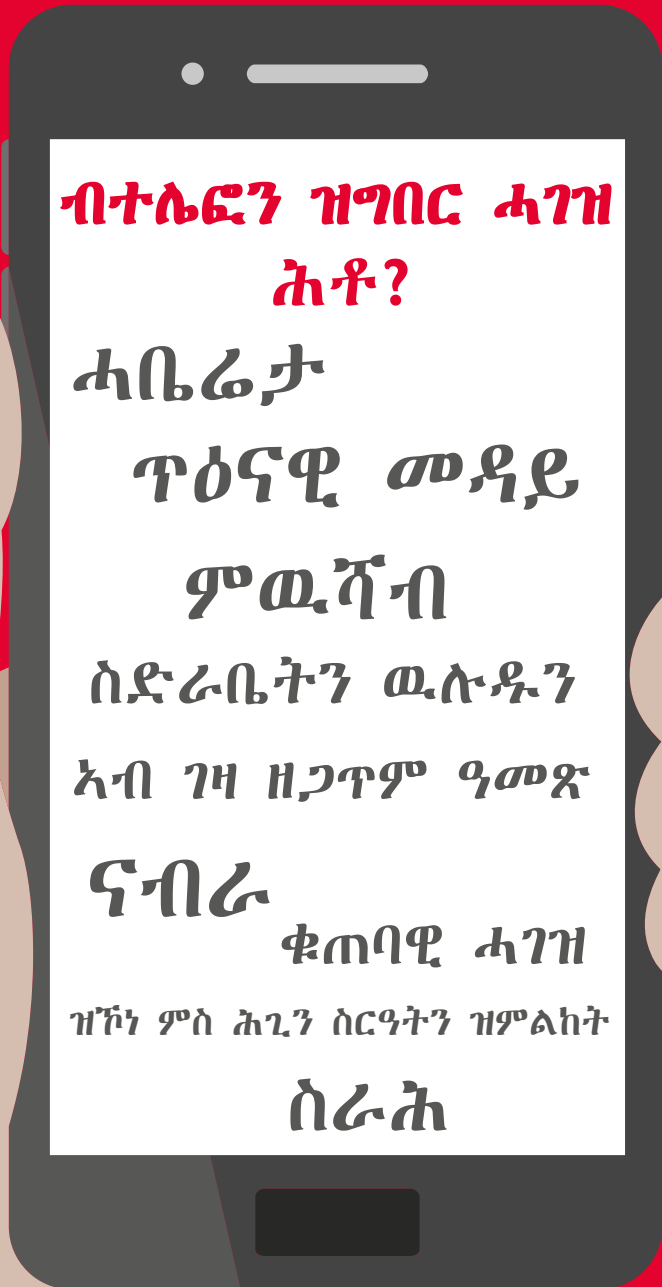 ብተሌፎን ዝግበር ሓገዝ
ሕቶ?
ሓቤሬታ
ጥዕናዊ መዳይ
ምዉሻብ
ስድራቤትን ዉሉዱን
ኣብ ገዛ ዘጋጥም ዓመጽ
ናብራ
ቁጠባዊ ሓገዝ
ዝኾነ ምስ ሕጊን ስርዓትን ዝምልከት
ስራሕ